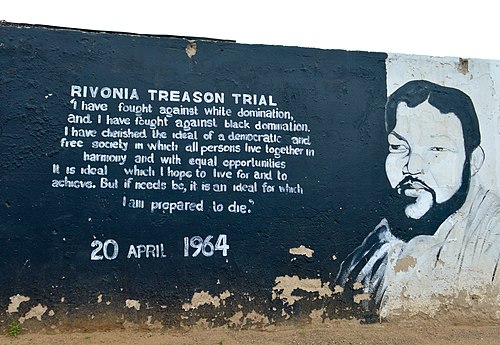 RIVONIA TREASON TRIAL
"I have fought against white domination,
and I have fought against black domination.
I have cherished the ideal of a democratic and
free society in which all persons live together in
harmony and with equal opportunities
It is ideal which I hope to live for and to
achieve. But if needs be, it is an ideal for which
I am prepared to die."
20 APRIL 1964